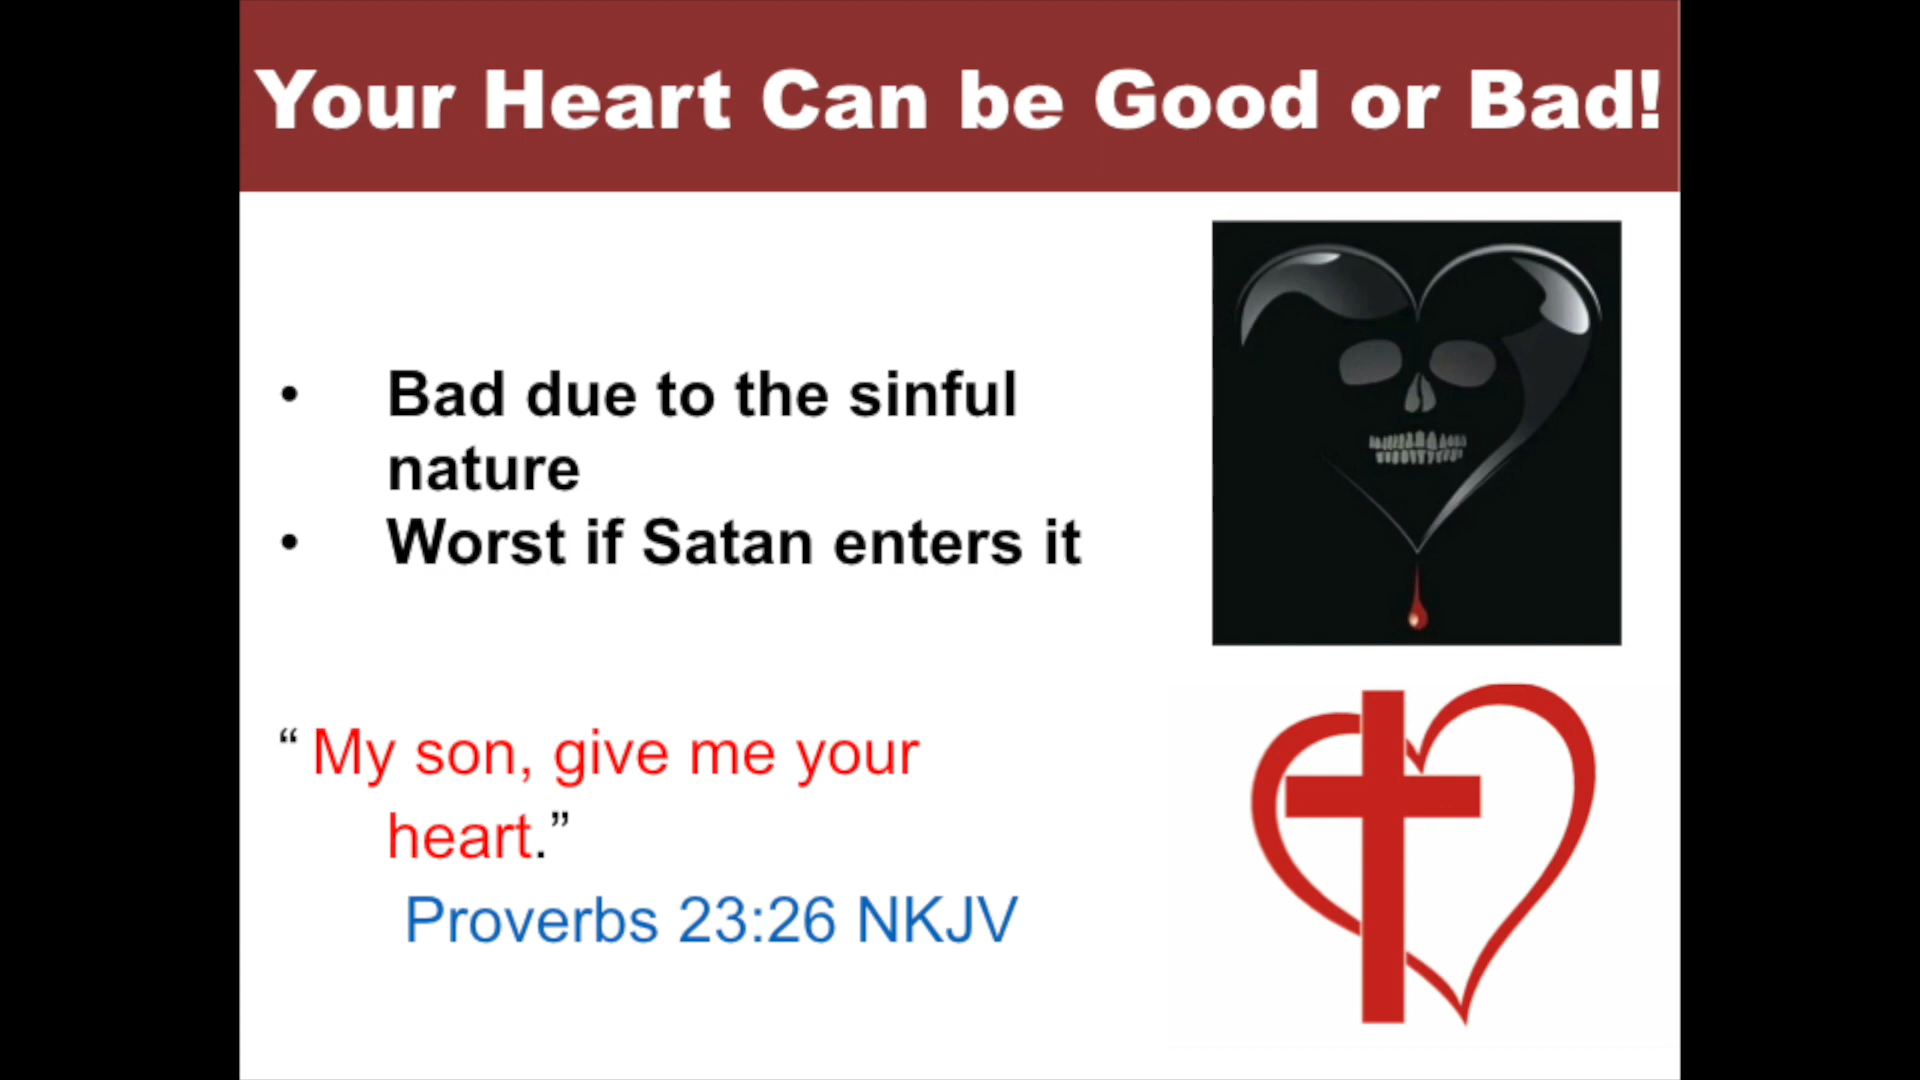 Your Heart Can be Good or Bad!
• Bad due to the sinful
nature
• Worst if Satan enters it
“ My son, give me your
heart.”
Proverbs 23:26 NKJV